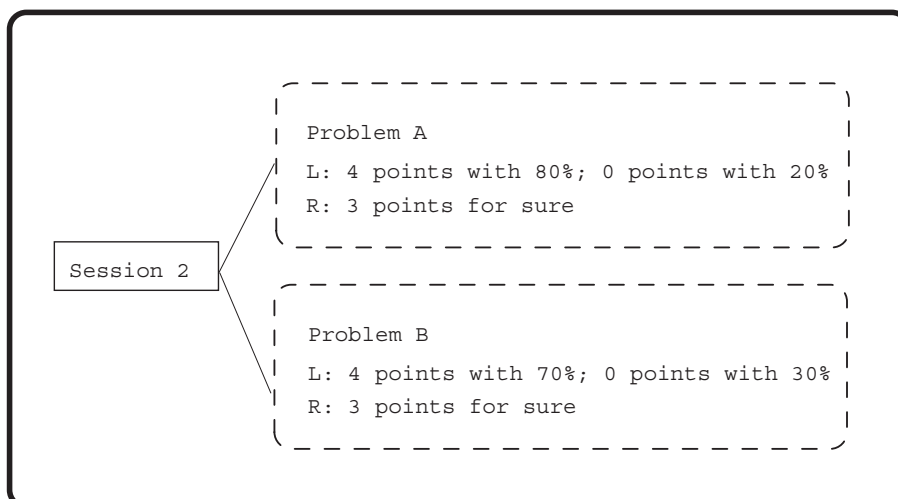 Problem A
L: 4 points with 80%; 0 points with 20%
R: 3 points for sure
Session 2
Problem B
L: 4 points with 70%; 0 points with 30%
R: 3 points for sure